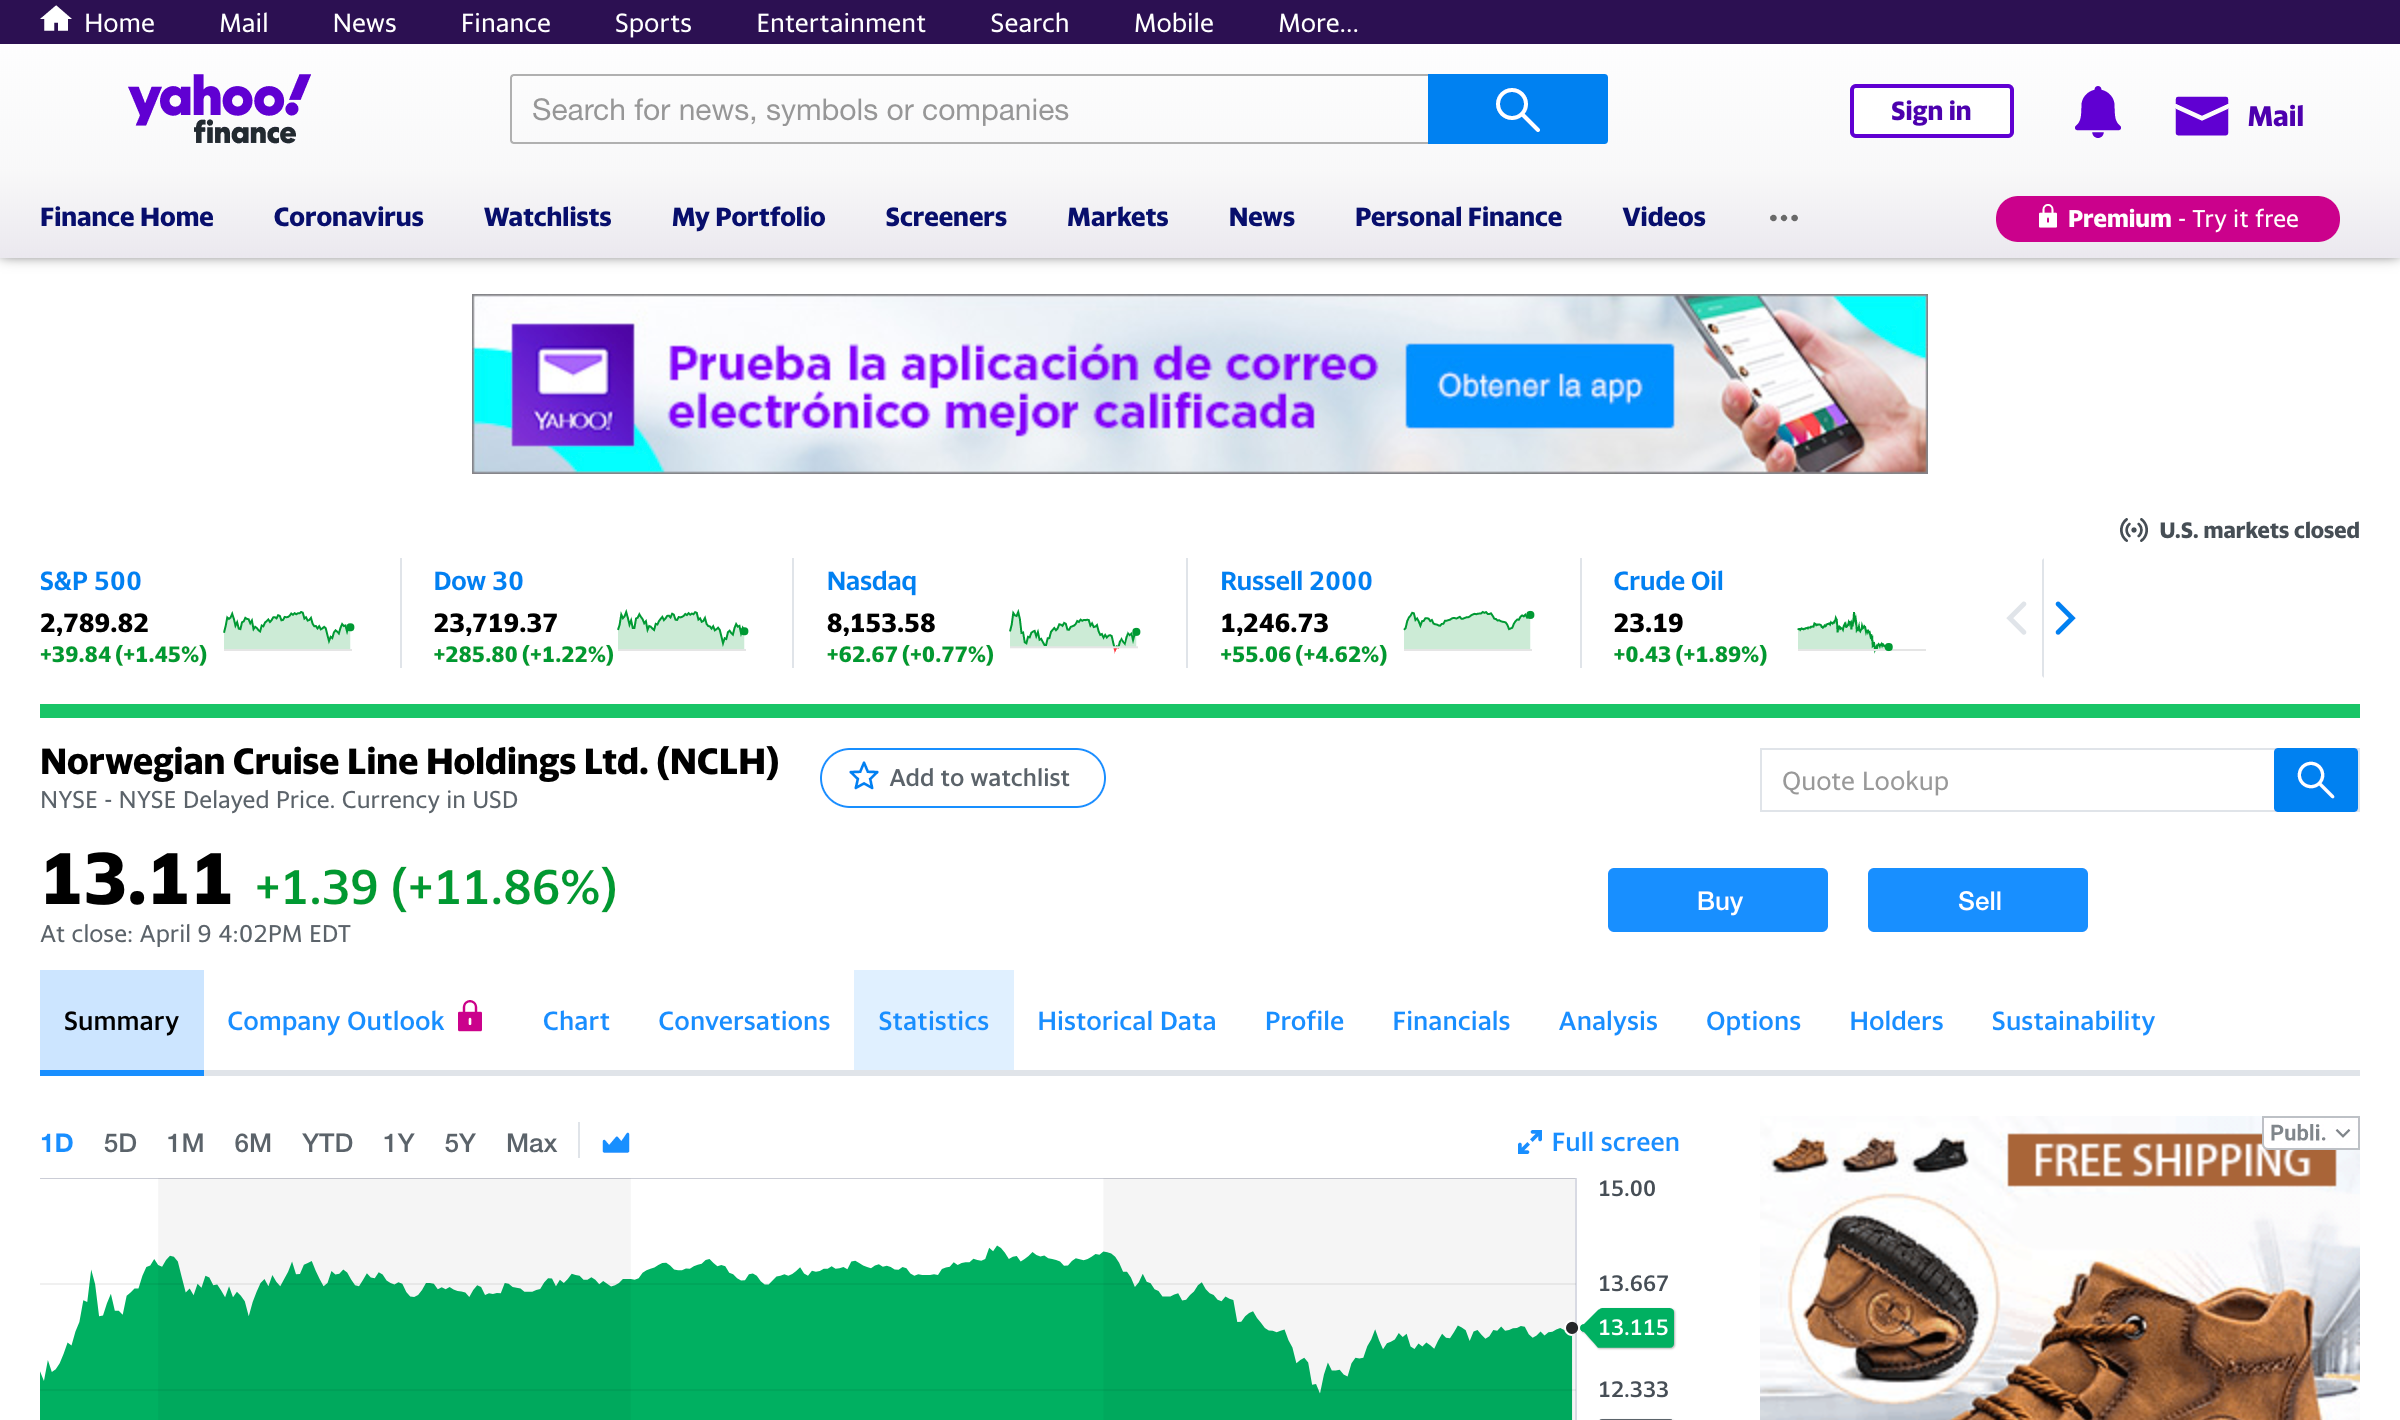 Home Mail News Finance Sports Entertainment Search Mobile More...
yahoo!
finance
Search for news, symbols or companies
Sign in
Mail
Finance Home Coronavirus Watchlists My Portfolio Screeners Markets News Personal Finance Videos
Premium - Try it free
YAHOO!
Prueba la aplicación de correo
electrónico mejor calificada
Obtener la app
U.S. markets closed
S&P 500
2,789.82
+39.84 (+1.45%)
Dow 30
23,719.37
+285.80 (+1.22%)
Nasdaq
8,153.58
+62.67 (+0.77%)
Russell 2000
1,246.73
+55.06 (+4.62%)
Crude Oil
23.19
+0.43 (+1.89%)
Norwegian Cruise Line Holdings Ltd. (NCLH)
NYSE - NYSE Delayed Price. Currency in USD
Add to watchlist
Quote Lookup
13.11 +1.39 (+11.86%)
At close: April 9 4:02PM EDT
Buy
Sell
Summary Company Outlook Chart Conversations Statistics Historical Data Profile Financials Analysis Options Holders Sustainability
1D 5D 1M 6M YTD 1Y 5Y Max
Full screen
15.00
13.667
13.115
12.333
Publi.
FREE SHIPPING